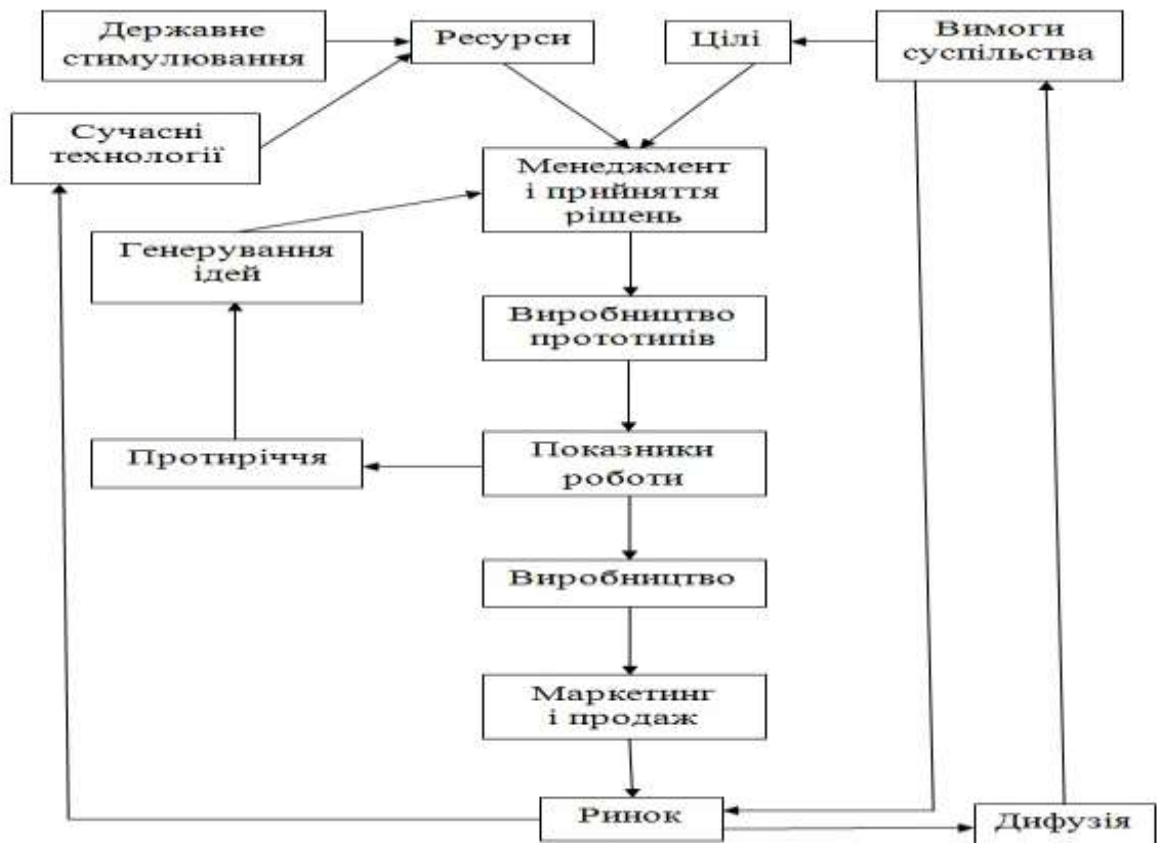 Державне
стимулювання
Ресурси
Цілі
Вимоги
суспільства
Сучасні
технології
Менеджмент
і прийняття
рішень
Генерування
ідей
Виробництво
прототипів
Протиріччя
Показники
роботи
Виробництво
Маркетинг
і продаж
Ринок
Дифузія